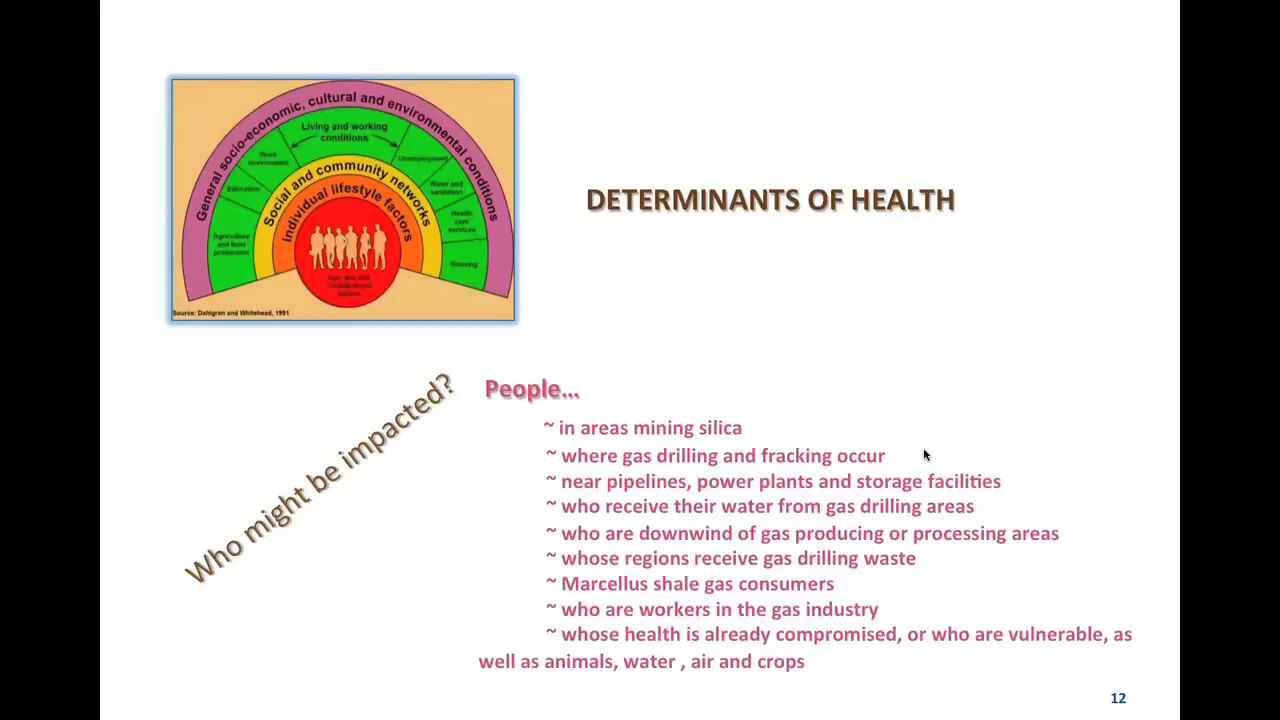 General socio-economic, cultural and environmental conditions
Living and working
conditions
Work
environment
Unemployment
Education
Water and
sanitation
Social and community networks
Individual lifestyle factors
Health
care
services
Agriculture
and food
production
Housing
Source: Dahlgren and Whitehead, 1991
DETERMINANTS OF HEALTH
Who might be impacted?
People...
~ in areas mining silica
~ where gas drilling and fracking occur
~ near pipelines, power plants and storage facilities
~ who receive their water from gas drilling areas
~ who are downwind of gas producing or processing areas
~ whose regions receive gas drilling waste
~ Marcellus shale gas consumers
~ who are workers in the gas industry
~ whose health is already compromised, or who are vulnerable, as
well as animals, water , air and crops
12